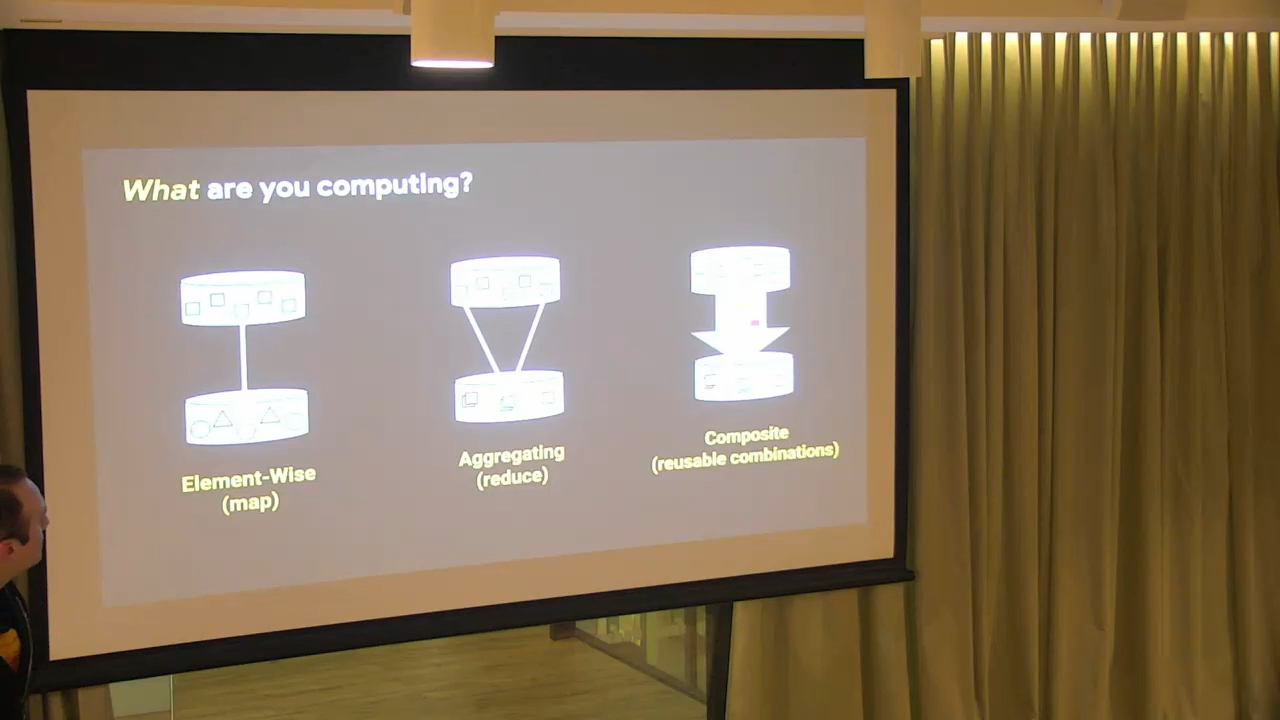 What are you computing?
Element-Wise
(map)
Aggregating
(reduce)
Composite
(reusable combinations)